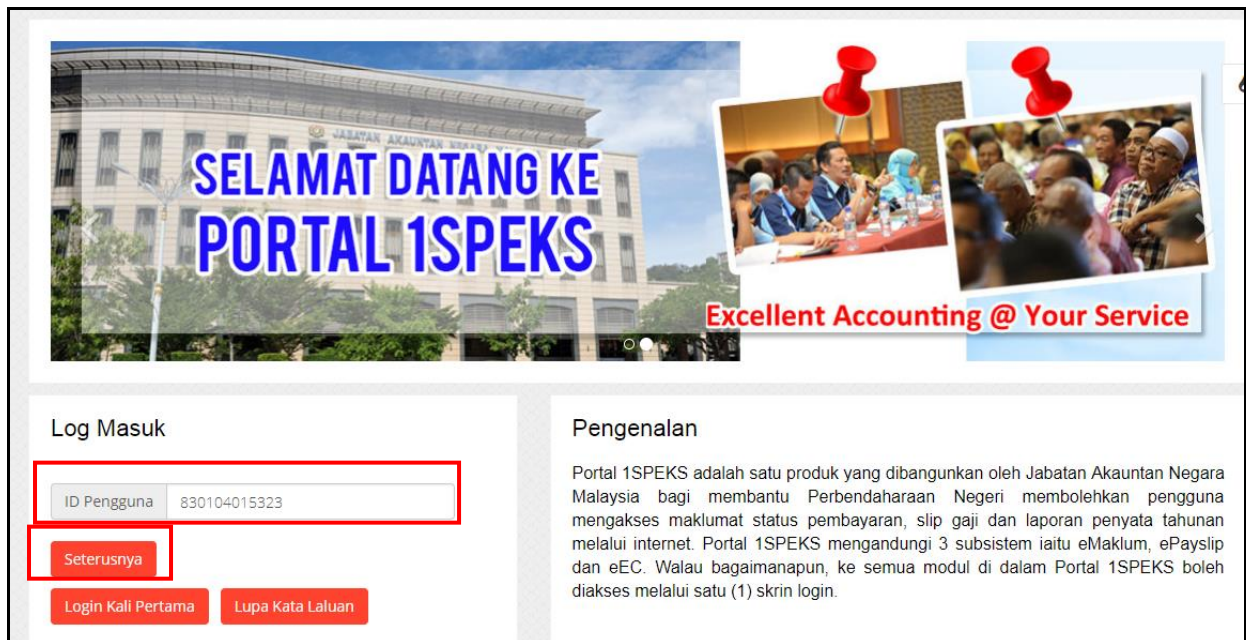 JABATAN AKAUNTAN NEGARA
SELAMAT DATANG KE
PORTAL 1SPEKS
Excellent Accounting @ Your Service
Log Masuk
ID Pengguna 830104015323
Seterusnya
Login Kali Pertama Lupa Kata Laluan
Pengenalan
Portal 1SPEKS adalah satu produk yang dibangunkan oleh Jabatan Akauntan Negara
Malaysia bagi membantu Perbendaharaan Negeri membolehkan pengguna
mengakses maklumat status pembayaran, slip gaji dan laporan penyata tahunan
melalui internet. Portal 1SPEKS mengandungi 3 subsistem iaitu eMaklum, ePayslip
dan eEC. Walau bagaimanapun, ke semua modul di dalam Portal 1SPEKS boleh
diakses melalui satu (1) skrin login.